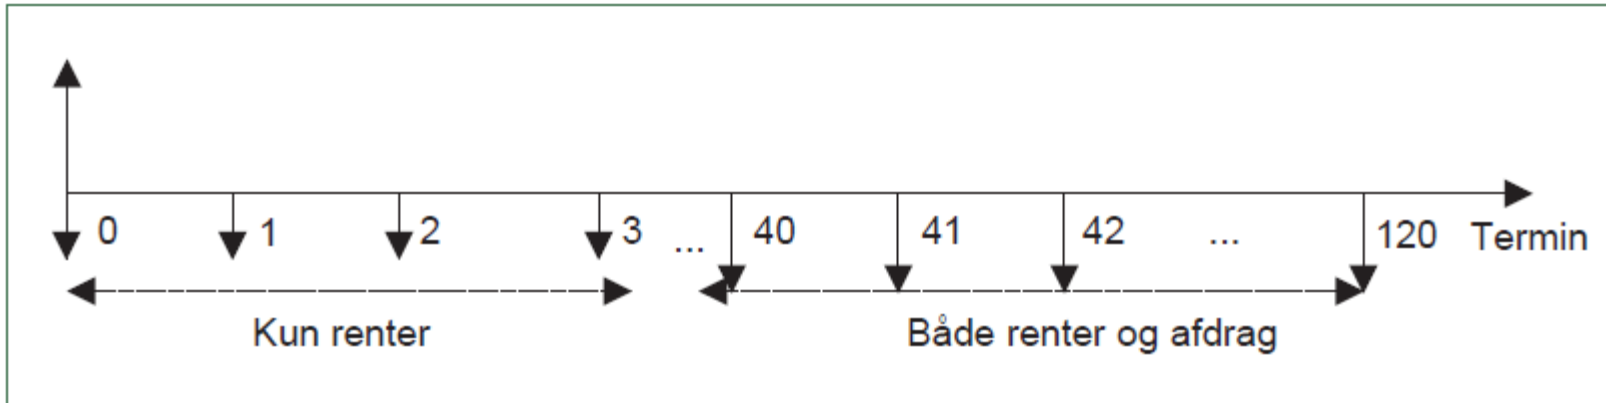 0 1 2 3 ... 40 41 42 ... 120 Termin
Kun renter Både renter og afdrag